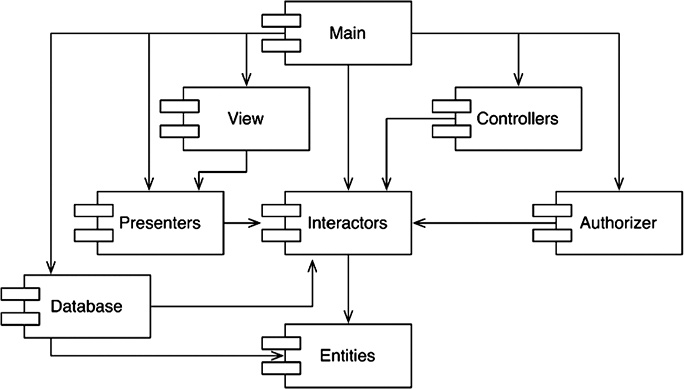 Main
View
Controllers
Presenters
Interactors
Authorizer
Database
Entities